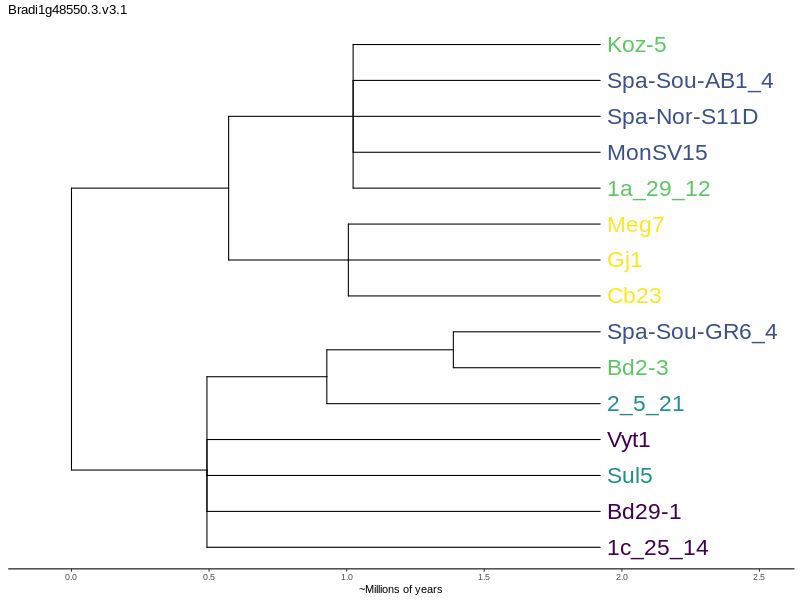 Bradi1g48550.3.v3.1
Koz-5
Spa-Sou-AB1_4
Spa-Nor-S11D
MonSV15
1a_29_12
Meg7
Gj1
Cb23
Spa-Sou-GR6_4
Bd2-3
2_5_21
Vyt1
Sul5
Bd29-1
1c_25_14
0.0 0.5 1.0 1.5 2.0 2.5
~Millions of years